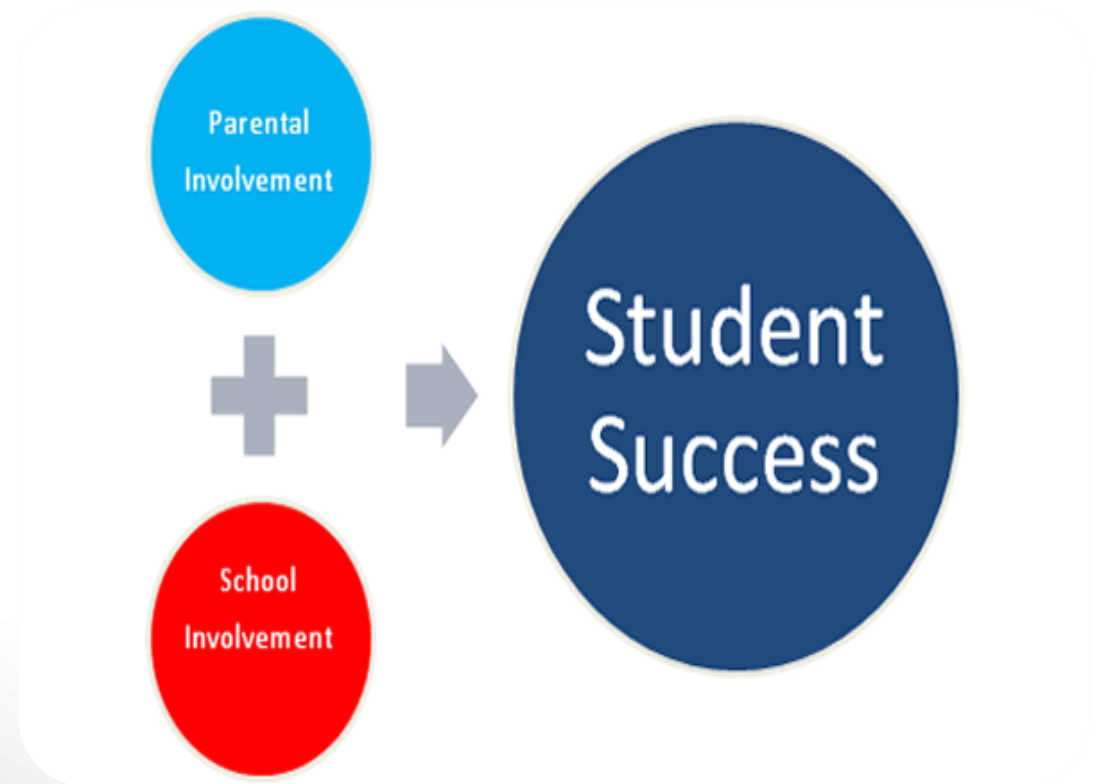 Parental
Involvement
Student
Success
School
Involvement